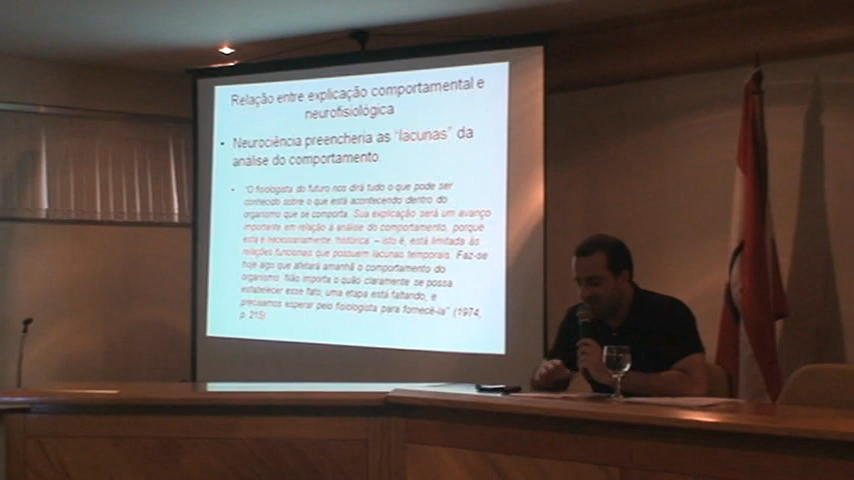 Relação entre explicação comportamental e
neurofisiológica
• Neurociência preencheria as “lacunas” da
análise do comportamento.
• “O fisiologista do futuro nos dirá tudo o que pode ser
conhecido sobre o que está acontecendo dentro do
organismo que se comporta. Sua explicação será um avanço
importante em relação à análise do comportamento, porque
esta é necessariamente ‘histórica’ – isto é, está limitada às
relações funcionais que possuem lacunas temporais. Faz-se
hoje algo que afetará amanhã o comportamento do
organismo. Não importa o quão claramente se possa
estabelecer esse fato, uma etapa está faltando, e
precisamos esperar pelo fisiologista para fornecê-la” (1974,
p. 215)